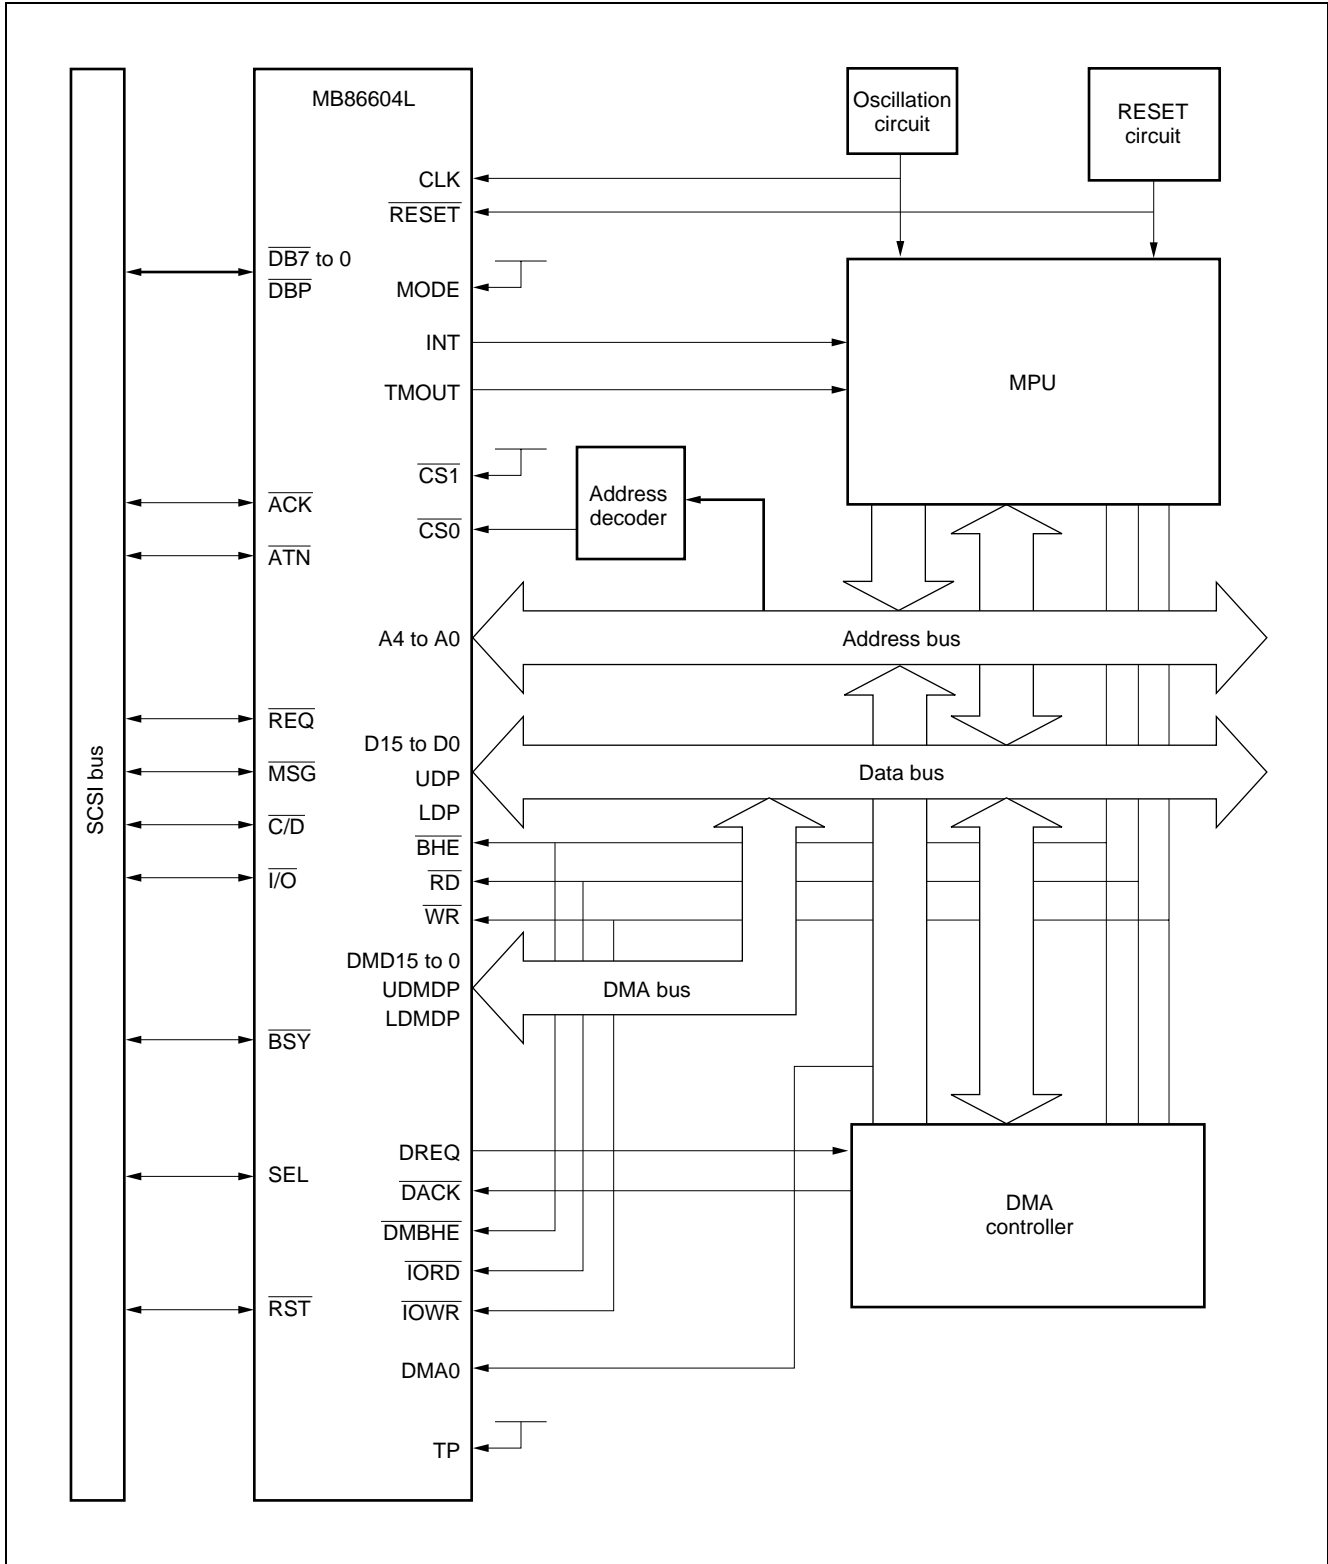 MB86604L
Oscillation
circuit
RESET
circuit
CLK
RESET
DB7 to 0
DBP
MODE
INT
TMOUT
MPU
CS1
Address
decoder
ACK
CS0
ATN
A4 to A0
Address bus
REQ
D15 to D0
SCSI bus
MSG
UDP
Data bus
LDP
C/D
BHE
I/O
RD
WR
DMD15 to 0
UDMDP
DMA bus
LDMDP
BSY
DREQ
SEL
DACK
DMA
controller
DMBHE
IORD
RST
IOWR
DMA0
TP